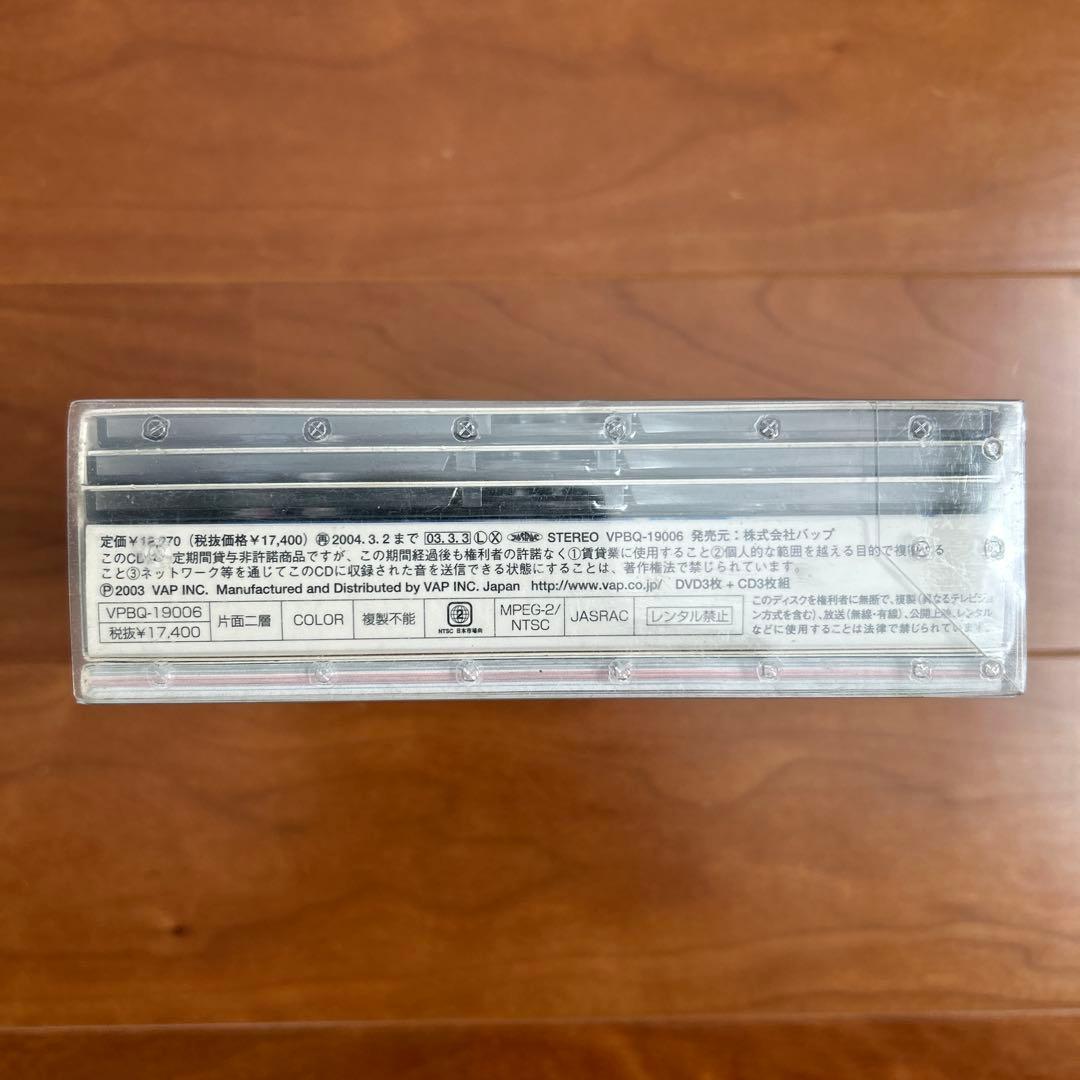 定価¥18,270（税抜価格¥17,400）再2004.3.2まで 03.3.3 L X JASRAC STEREO VPBQ-19006 発売元：株式会社バップ
このCDは、定期間貸与非許諾商品ですが、この期間経過後も権利者の許諾なく①賃貸業に使用すること②個人的な範囲を越える目的で複製する
こと③ネットワーク等を通じてこのCDに収録された音を送信できる状態にすることは、著作権法で禁じられています。
Ⓟ2003 VAP INC. Manufactured and Distributed by VAP INC. Japan http://www.vap.co.jp/ DVD3枚+CD3枚組
VPBQ-19006
税抜¥17,400
片面二層
COLOR
複製不能
2
NTSC 日本市場向
MPEG-2/
NTSC
JASRAC
レンタル禁止
このディスクを権利者に無断で、複製（異なるテレビジョ
ン方式を含む）、放送（無線・有線）、公開上映、レンタル
などに使用することは法律で禁じられています。